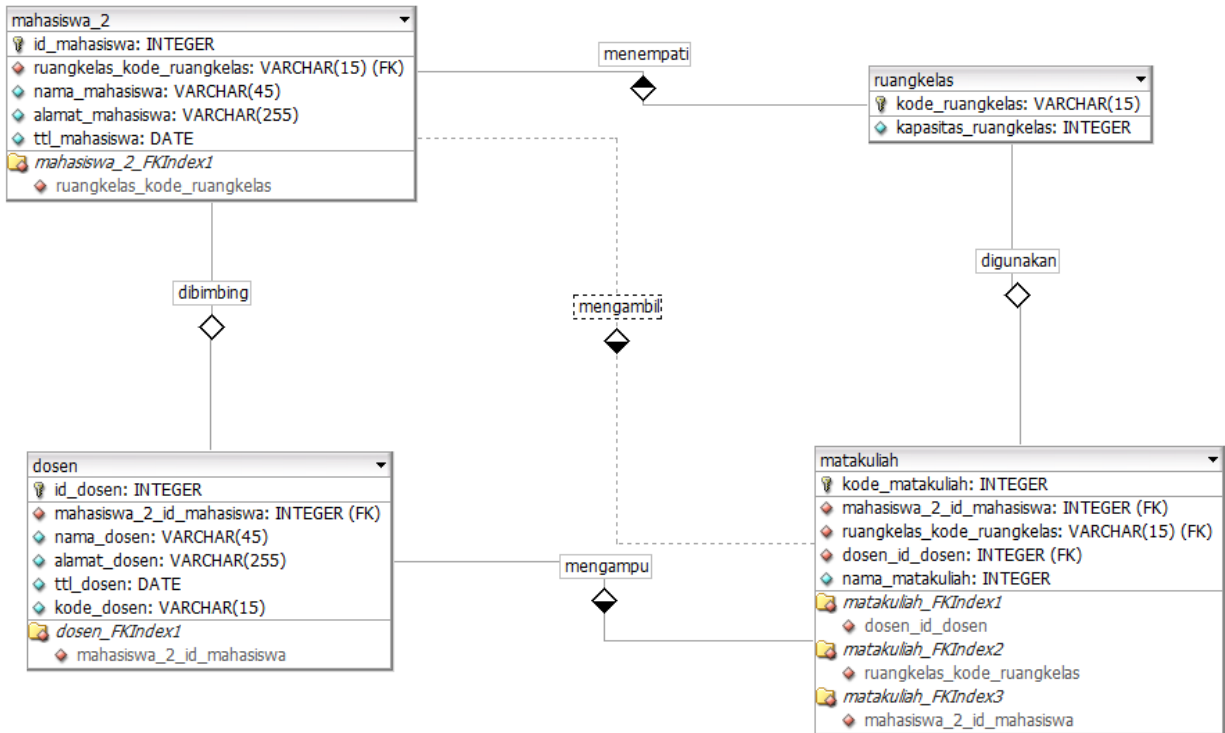 mahasiswa_2
id_mahasiswa: INTEGER
ruangkelas_kode_ruangkelas: VARCHAR(15) (FK)
nama_mahasiswa: VARCHAR(45)
alamat_mahasiswa: VARCHAR(255)
ttl_mahasiswa: DATE
mahasiswa_2_FKIndex1
ruangkelas_kode_ruangkelas
menempati
ruangkelas
kode_ruangkelas: VARCHAR(15)
kapasitas_ruangkelas: INTEGER
dibimbing
mengambil
digunakan
dosen
id_dosen: INTEGER
mahasiswa_2_id_mahasiswa: INTEGER (FK)
nama_dosen: VARCHAR(45)
alamat_dosen: VARCHAR(255)
ttl_dosen: DATE
kode_dosen: VARCHAR(15)
dosen_FKIndex1
mahasiswa_2_id_mahasiswa
mengampu
matakuliah
kode_matakuliah: INTEGER
mahasiswa_2_id_mahasiswa: INTEGER (FK)
ruangkelas_kode_ruangkelas: VARCHAR(15) (FK)
dosen_id_dosen: INTEGER (FK)
nama_matakuliah: INTEGER
matakuliah_FKIndex1
dosen_id_dosen
matakuliah_FKIndex2
ruangkelas_kode_ruangkelas
matakuliah_FKIndex3
mahasiswa_2_id_mahasiswa